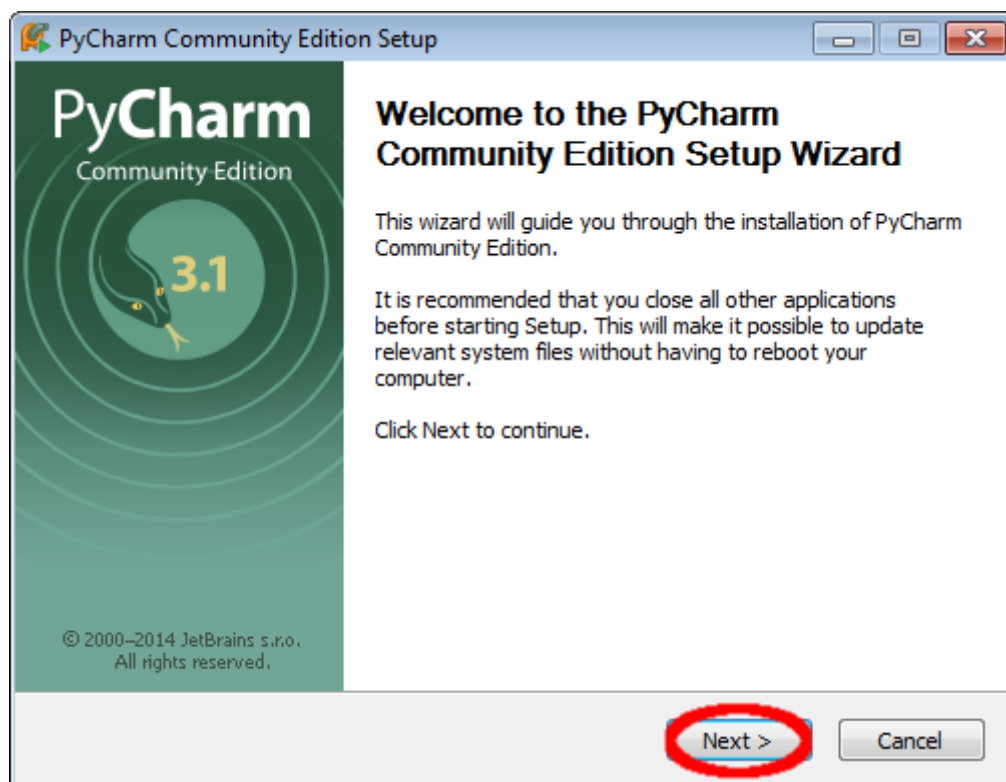 PyCharm Community Edition Setup
PyCharm
Community Edition
3.1
© 2000–2014 JetBrains s.r.o.
All rights reserved.
Welcome to the PyCharm
Community Edition Setup Wizard
This wizard will guide you through the installation of PyCharm
Community Edition.
It is recommended that you close all other applications
before starting Setup. This will make it possible to update
relevant system files without having to reboot your
computer.
Click Next to continue.
Next >
Cancel